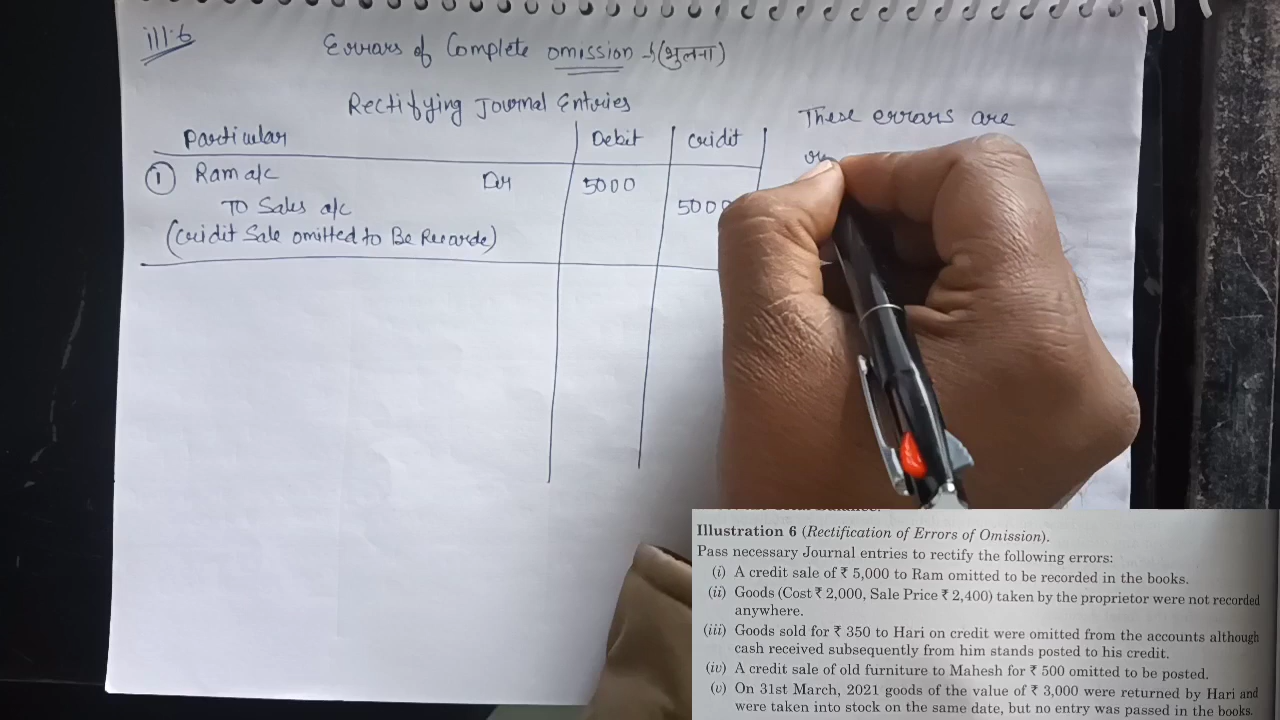 ill:6
Errors of Complete omission → (भुलना)
Rectifying Journal Entries
Particular Debit Cridit
① Ram a/c Dr 5000
To Sales a/c 5000
(Cridit Sale omitted to Be Recorde)
These errors are
Illustration 6 (Rectification of Errors of Omission).
Pass necessary Journal entries to rectify the following errors:
(i) A credit sale of ₹ 5,000 to Ram omitted to be recorded in the books.
(ii) Goods (Cost ₹ 2,000, Sale Price ₹ 2,400) taken by the proprietor were not recorded
anywhere.
(iii) Goods sold for ₹ 350 to Hari on credit were omitted from the accounts although
cash received subsequently from him stands posted to his credit.
(iv) A credit sale of old furniture to Mahesh for ₹ 500 omitted to be posted.
(v) On 31st March, 2021 goods of the value of ₹ 3,000 were returned by Hari and
were taken into stock on the same date, but no entry was passed in the books.